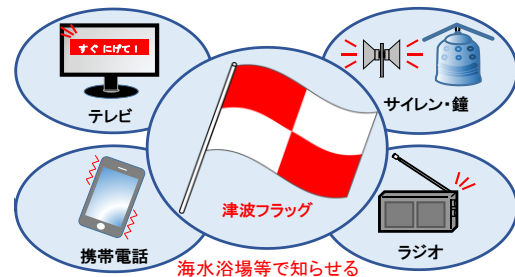 すぐ にげて！
テレビ
サイレン・鐘
津波フラッグ
携帯電話
ラジオ
海水浴場等で知らせる